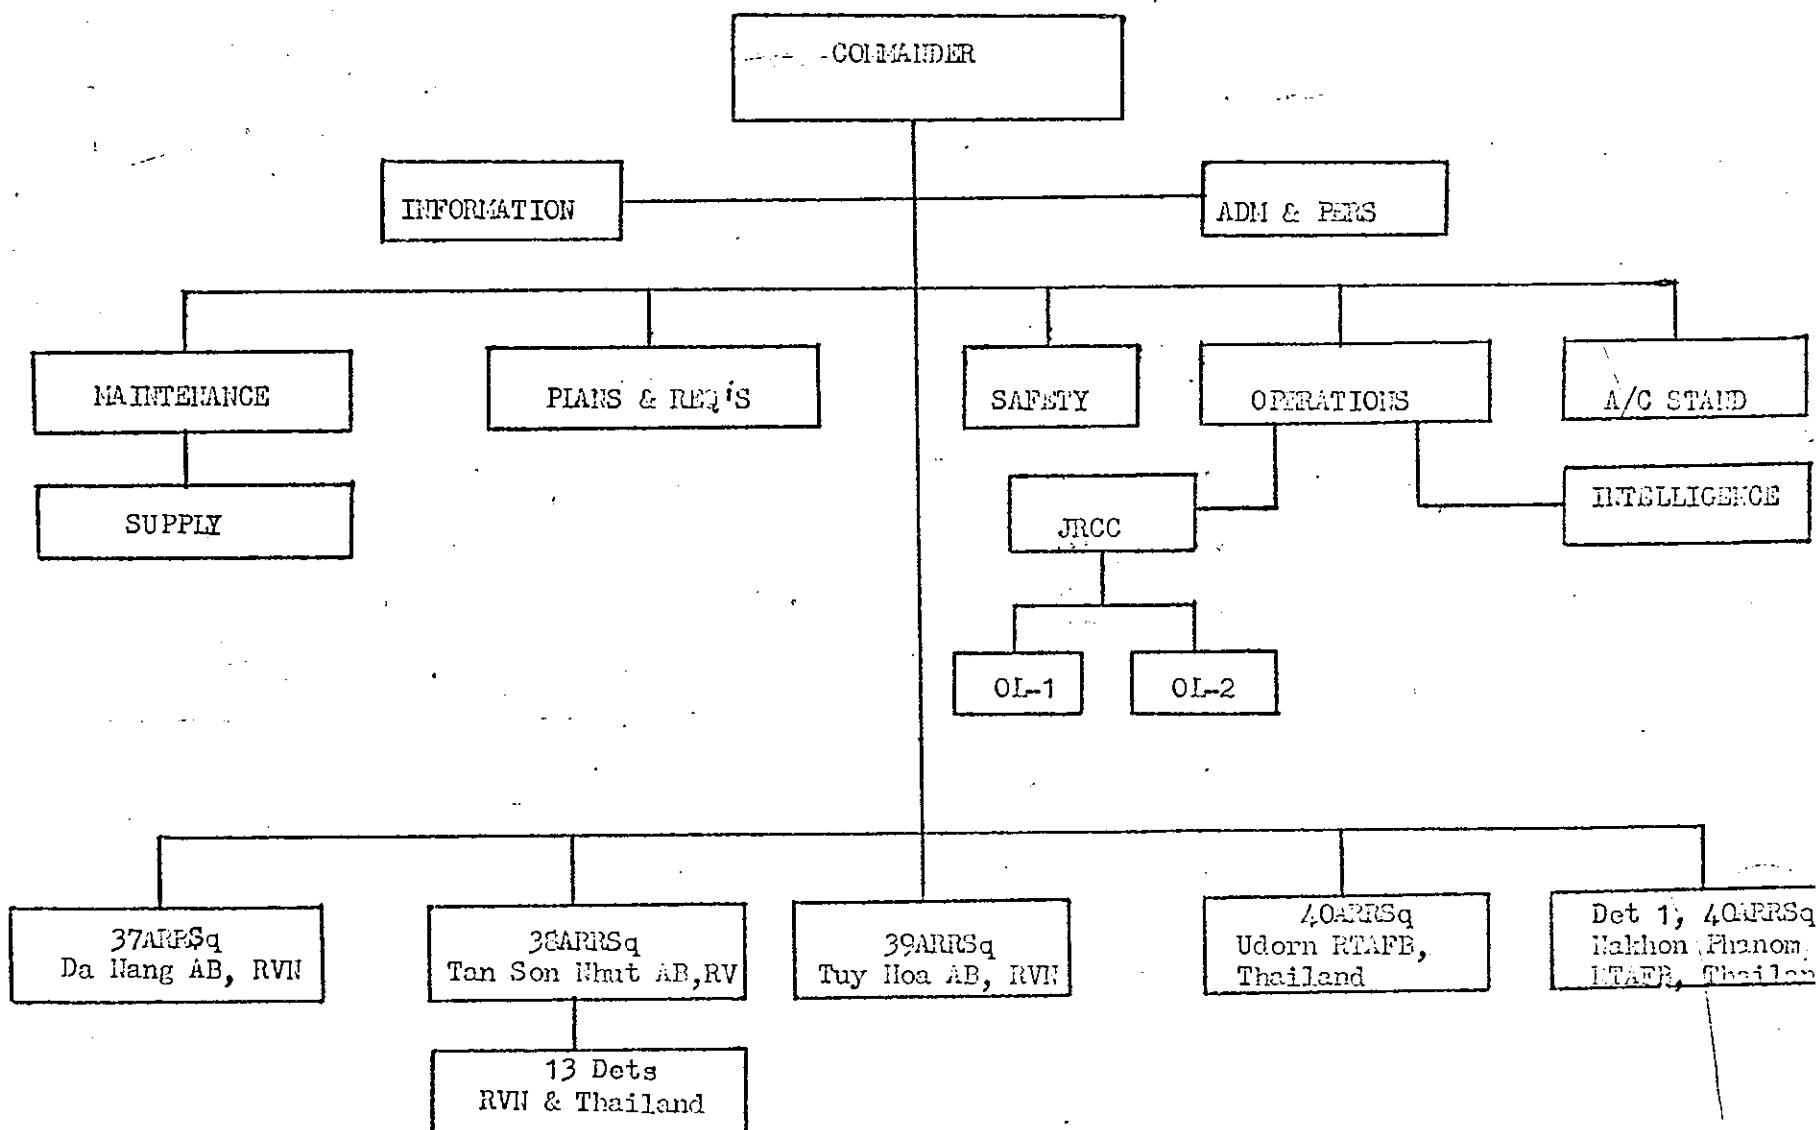 COMMANDER
INFORMATION
ADM & PERS
MAINTENANCE
PLANS & REQ'S
SAFETY
OPERATIONS
A/C STAND
SUPPLY
JRCC
INTELLIGENCE
OL-1
OL-2
37ARRSq
Da Nang AB, RVN
38ARRSq
Tan Son Nhut AB,RV
39ARRSq
Tuy Hoa AB, RVN
40ARRSq
Udorn RTAFB,
Thailand
Det 1, 40ARRSq
Nakhon Phanom
RTAFB, Thailan
13 Dets
RVN & Thailand